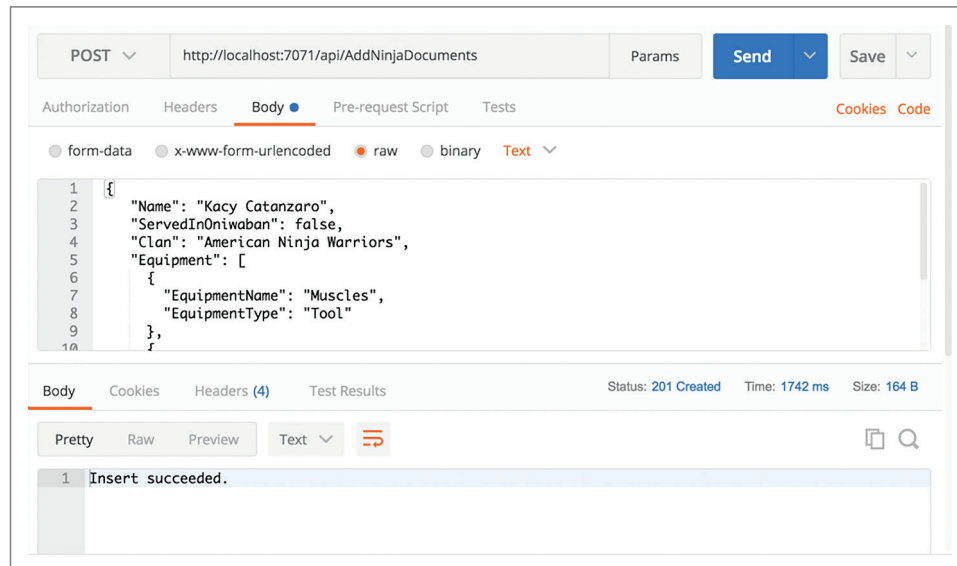 POST http://localhost:7071/api/AddNinjaDocuments Params Send Save
Authorization Headers Body Pre-request Script Tests Cookies Code
form-data x-www-form-urlencoded raw binary Text
1 {
2 "Name": "Kacy Catanzaro",
3 "ServedInOniwaban": false,
4 "Clan": "American Ninja Warriors",
5 "Equipment": [
6 {
7 "EquipmentName": "Muscles",
8 "EquipmentType": "Tool"
9 },
10 {
Body Cookies Headers (4) Test Results Status: 201 Created Time: 1742 ms Size: 164 B
Pretty Raw Preview Text
1 Insert succeeded.